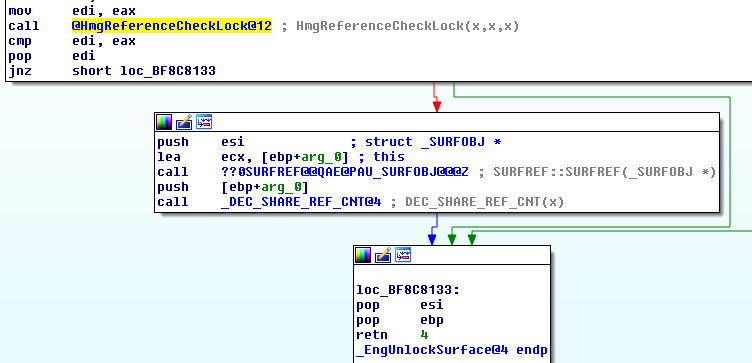 mov edi, eax
call @HmgReferenceCheckLock@12 ; HmgReferenceCheckLock(x,x,x)
cmp edi, eax
pop edi
jnz short loc_BF8C8133
push esi ; struct _SURFOBJ *
lea ecx, [ebp+arg_0] ; this
call ??0SURFREF@@QAE@PAU_SURFOBJ@@@Z ; SURFREF::SURFREF(_SURFOBJ *)
push [ebp+arg_0]
call _DEC_SHARE_REF_CNT@4 ; DEC_SHARE_REF_CNT(x)
loc_BF8C8133:
pop esi
pop ebp
retn 4
_EngUnlockSurface@4 endp